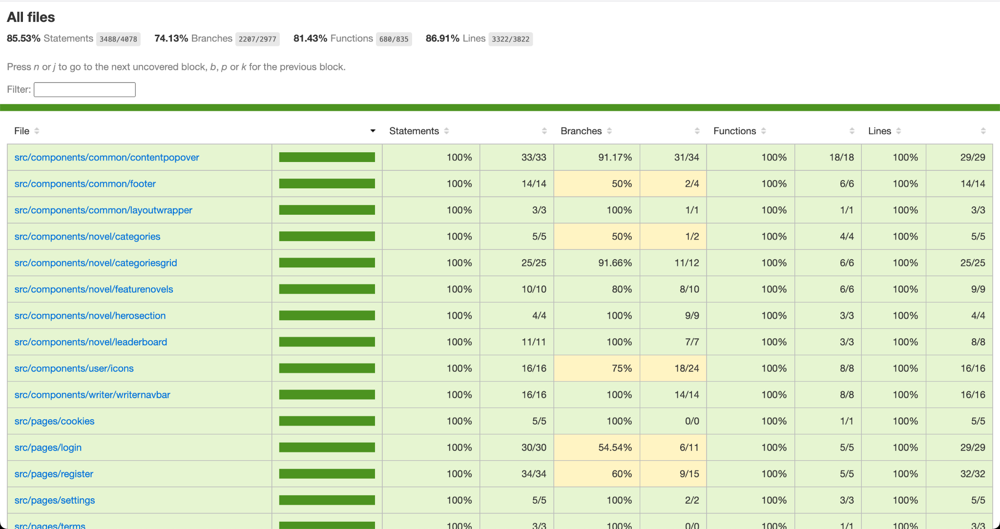 All files
85.53% Statements 3488/4078 74.13% Branches 2207/2977 81.43% Functions 680/835 86.91% Lines 3322/3822
Press n or j to go to the next uncovered block, b, p or k for the previous block.
Filter:
File Statements Branches Functions Lines
src/components/common/contentpopover 100% 33/33 91.17% 31/34 100% 18/18 100% 29/29
src/components/common/footer 100% 14/14 50% 2/4 100% 6/6 100% 14/14
src/components/common/layoutwrapper 100% 3/3 100% 1/1 100% 1/1 100% 3/3
src/components/novel/categories 100% 5/5 50% 1/2 100% 4/4 100% 5/5
src/components/novel/categoriesgrid 100% 25/25 91.66% 11/12 100% 6/6 100% 25/25
src/components/novel/featurenovels 100% 10/10 80% 8/10 100% 6/6 100% 9/9
src/components/novel/herosection 100% 4/4 100% 9/9 100% 3/3 100% 4/4
src/components/novel/leaderboard 100% 11/11 100% 7/7 100% 3/3 100% 8/8
src/components/user/icons 100% 16/16 75% 18/24 100% 8/8 100% 16/16
src/components/writer/writernavbar 100% 16/16 100% 14/14 100% 8/8 100% 16/16
src/pages/cookies 100% 5/5 100% 0/0 100% 1/1 100% 5/5
src/pages/login 100% 30/30 54.54% 6/11 100% 5/5 100% 29/29
src/pages/register 100% 34/34 60% 9/15 100% 5/5 100% 32/32
src/pages/settings 100% 5/5 100% 2/2 100% 3/3 100% 5/5
src/pages/terms 100% 3/3 100% 0/0 100% 1/1 100% 3/3